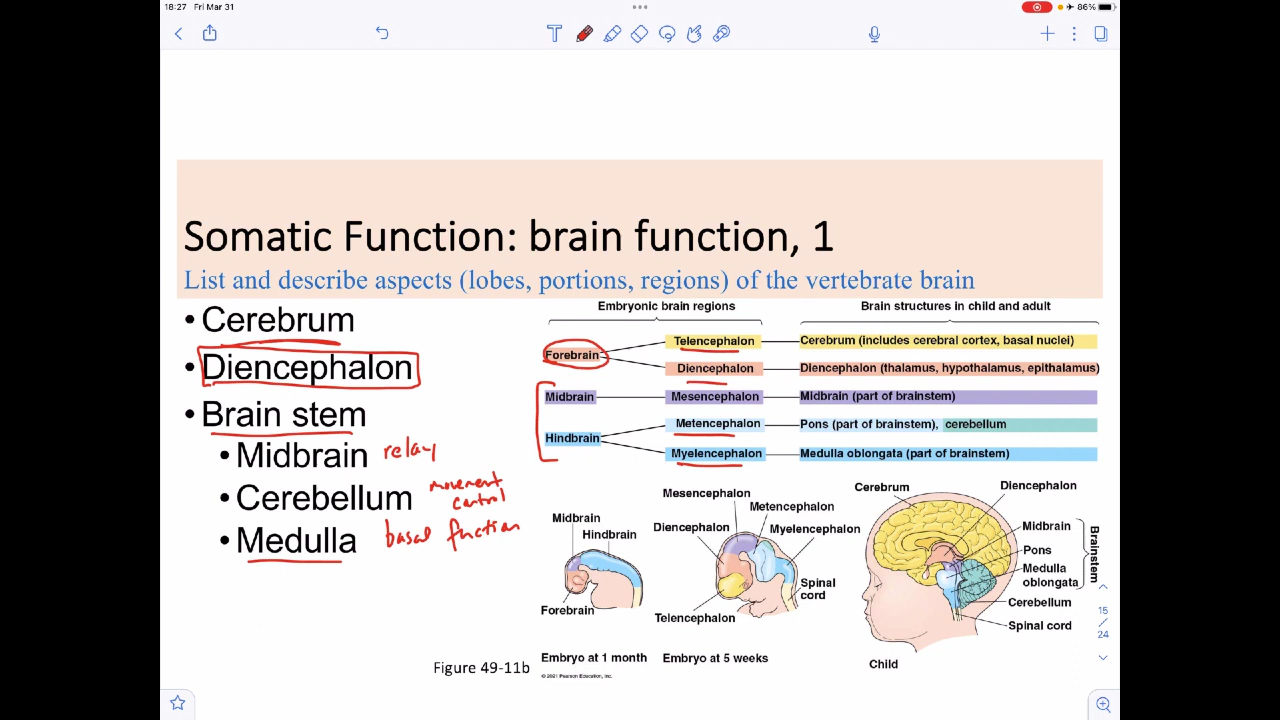 18:27 Fri Mar 31
86%
Somatic Function: brain function, 1
List and describe aspects (lobes, portions, regions) of the vertebrate brain
• Cerebrum
• Diencephalon
• Brain stem
• Midbrain relay
• Cerebellum movement control
• Medulla basal function
Embryonic brain regions
Brain structures in child and adult
Forebrain
Telencephalon
Cerebrum (includes cerebral cortex, basal nuclei)
Diencephalon
Diencephalon (thalamus, hypothalamus, epithalamus)
Midbrain
Mesencephalon
Midbrain (part of brainstem)
Hindbrain
Metencephalon
Pons (part of brainstem), cerebellum
Myelencephalon
Medulla oblongata (part of brainstem)
Midbrain
Hindbrain
Forebrain
Embryo at 1 month
Mesencephalon
Metencephalon
Diencephalon
Myelencephalon
Spinal
cord
Telencephalon
Embryo at 5 weeks
Cerebrum
Diencephalon
Midbrain
Pons
Medulla
oblongata
Brainstem
Cerebellum
Spinal cord
Child
Figure 49-11b
© 2021 Pearson Education, Inc.
15
/
24